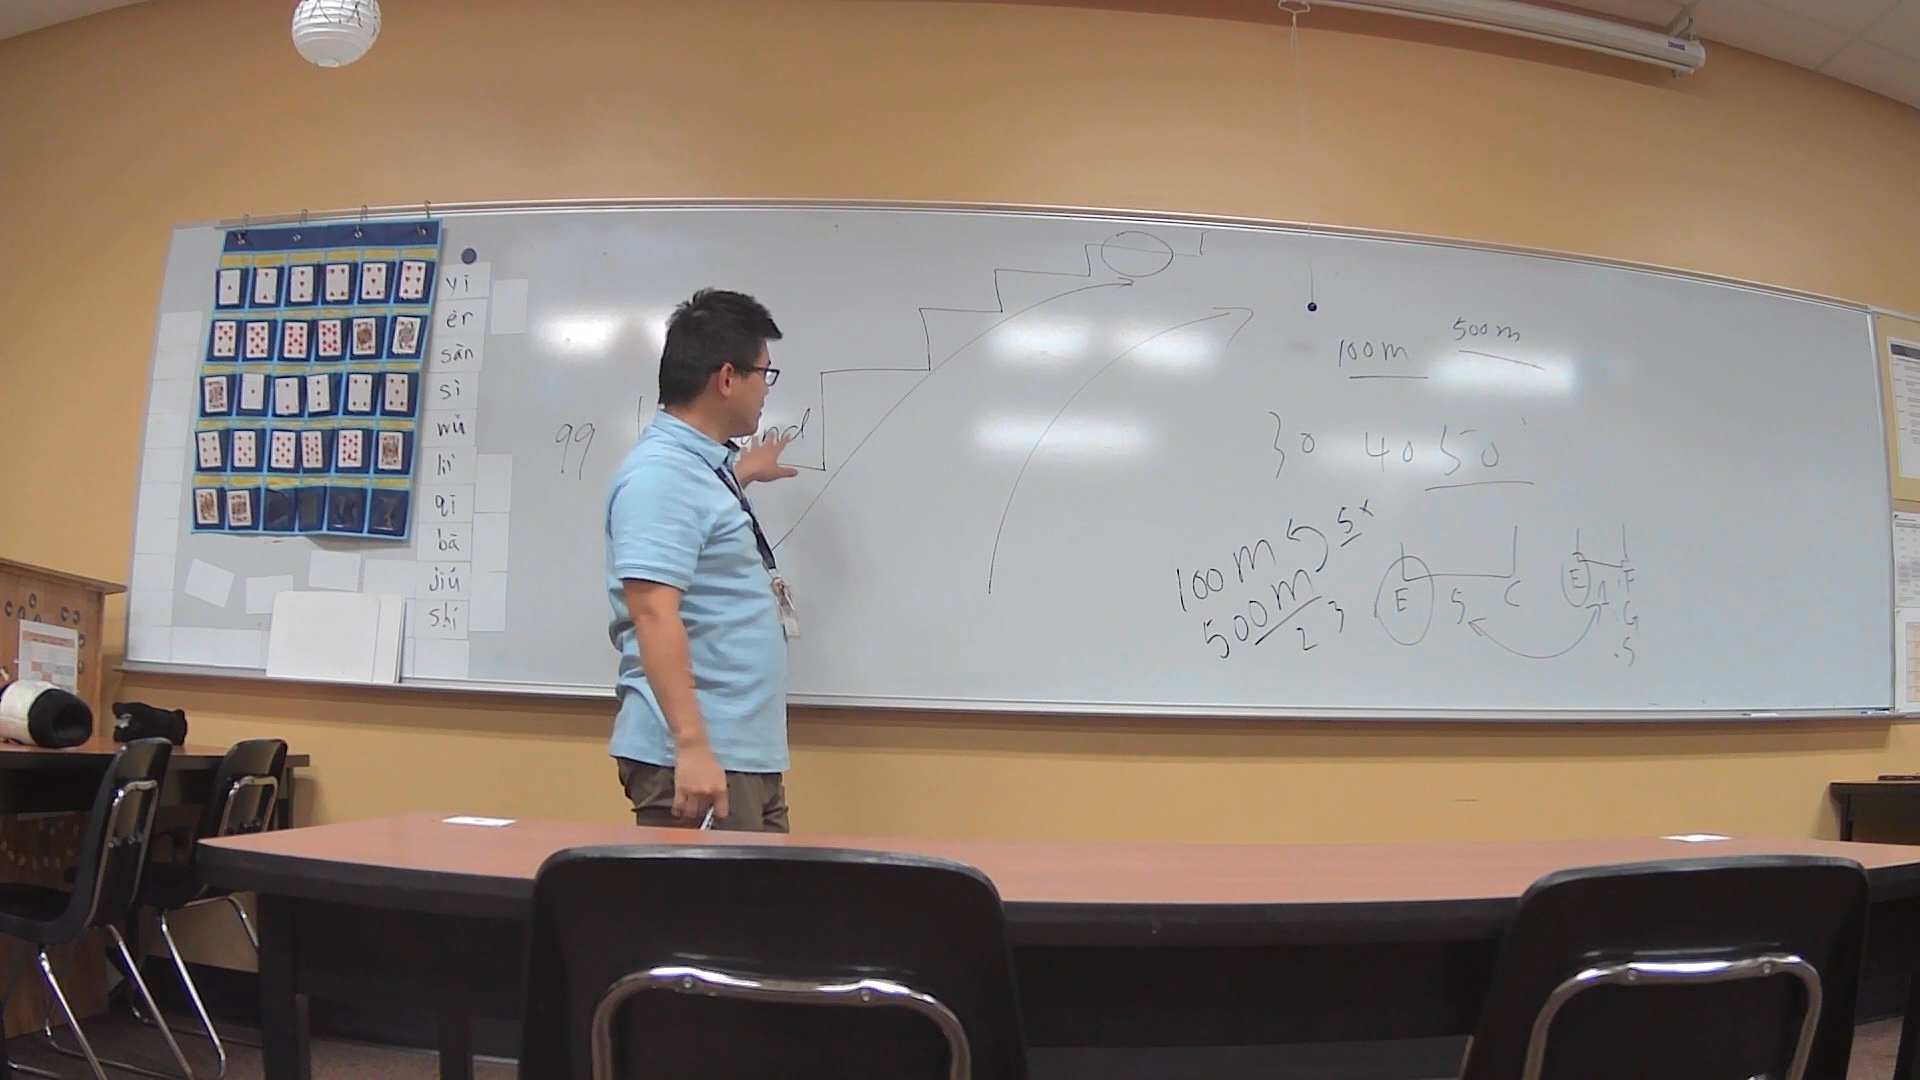 yī
èr
sān
sì
wǔ
liù
qī
bā
jiǔ
shí
99
and
100m 500m
30 40 50
100m 5x
500m
2 3
E 5 C
E F
G
S